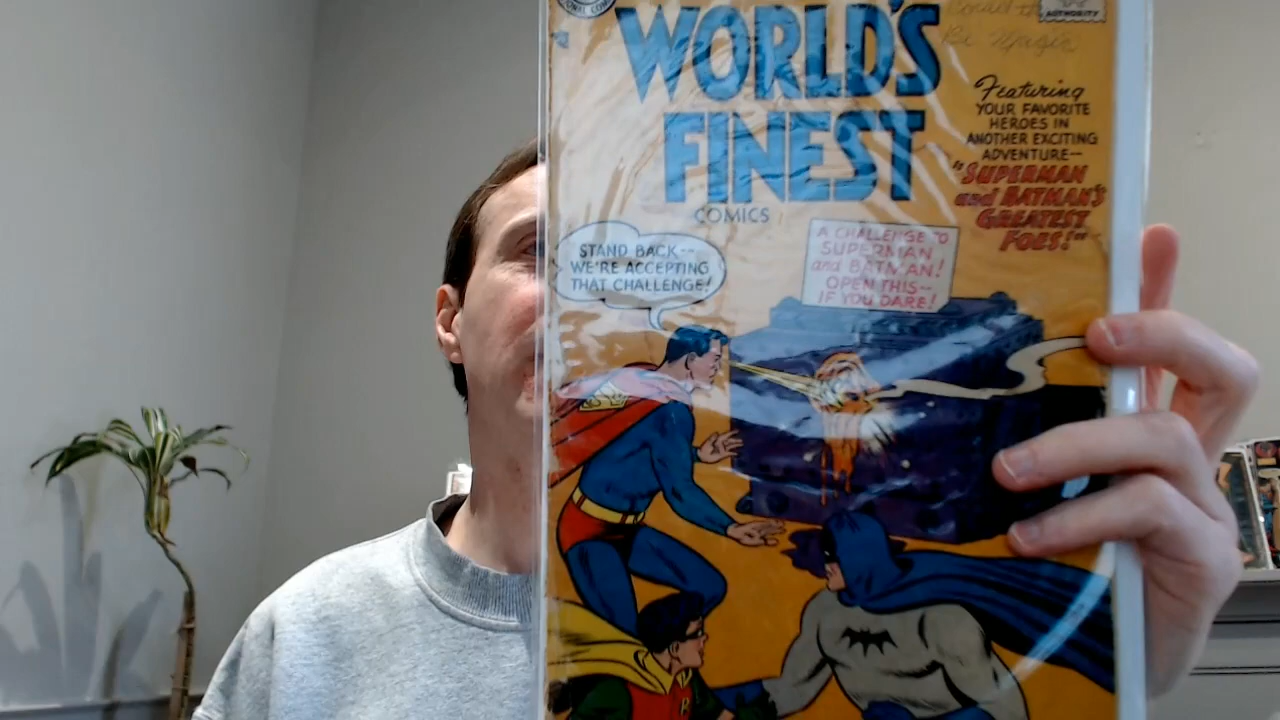 WORLD'S
FINEST
COMICS
AUTHORITY
Featuring
YOUR FAVORITE
HEROES IN
ANOTHER EXCITING
ADVENTURE—
"SUPERMAN
and BATMAN'S
GREATEST
FOES!"
STAND BACK--
WE'RE ACCEPTING
THAT CHALLENGE!
A CHALLENGE TO
SUPERMAN
and BATMAN!
OPEN THIS--
IF YOU DARE!
R